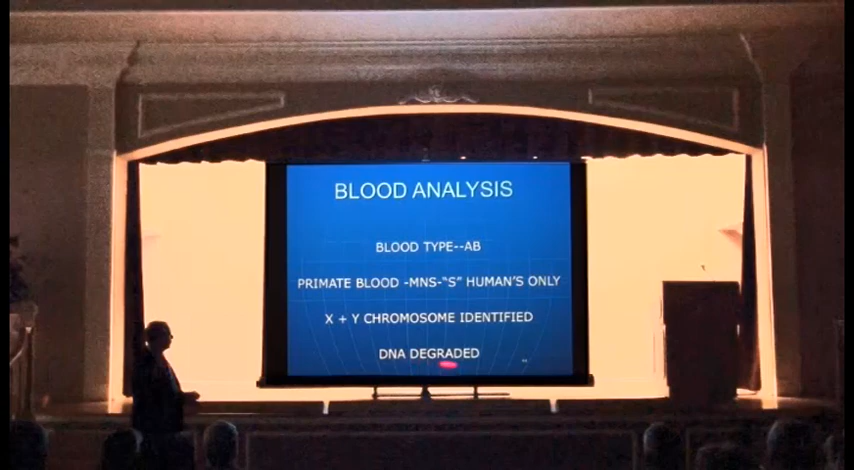 BLOOD ANALYSIS
BLOOD TYPE--AB
PRIMATE BLOOD -MNS-"S" HUMAN'S ONLY
X + Y CHROMOSOME IDENTIFIED
DNA DEGRADED